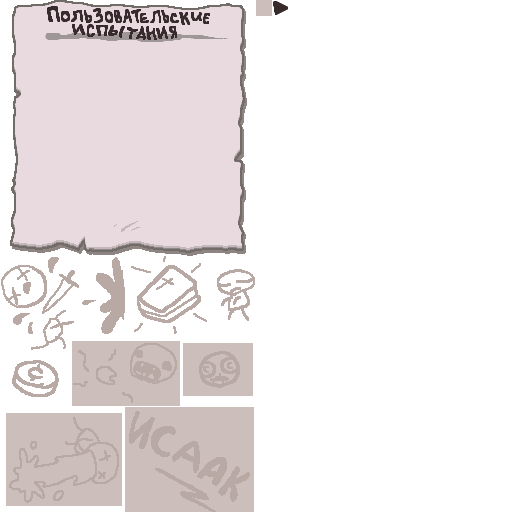 Пользовательские
испытания
ИСААК